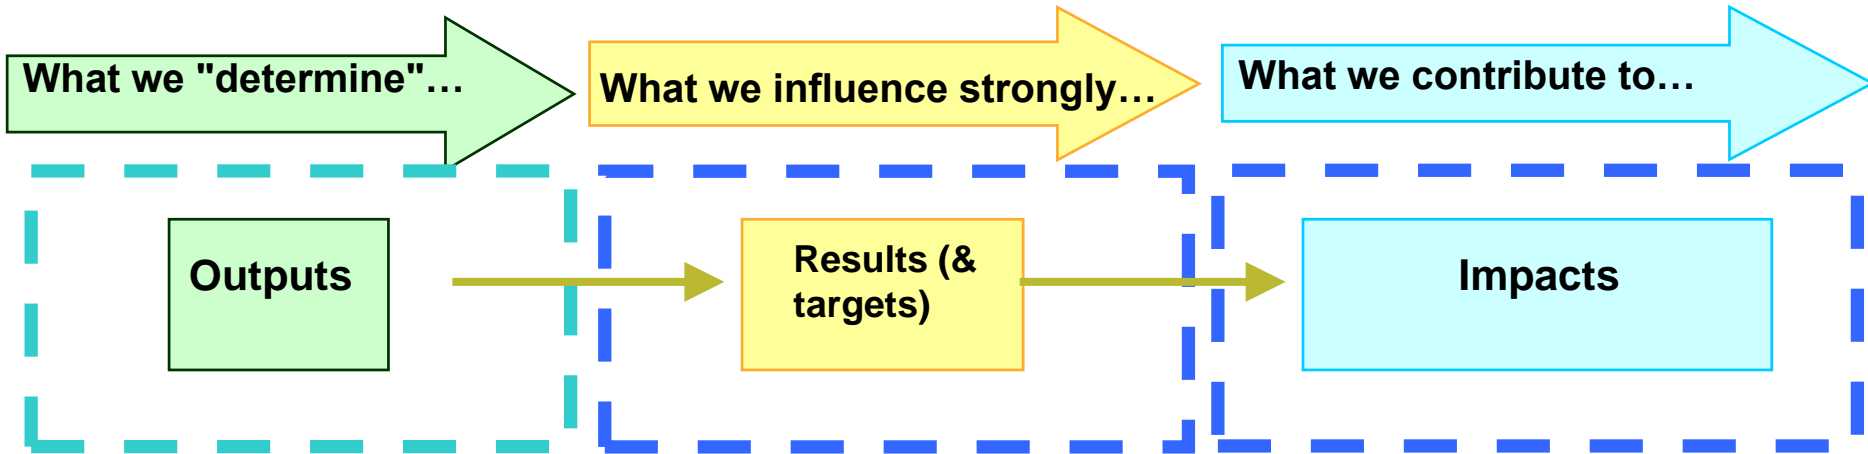 What we "determine"…
What we influence strongly…
What we contribute to…
Outputs
Results (&
targets)
Impacts